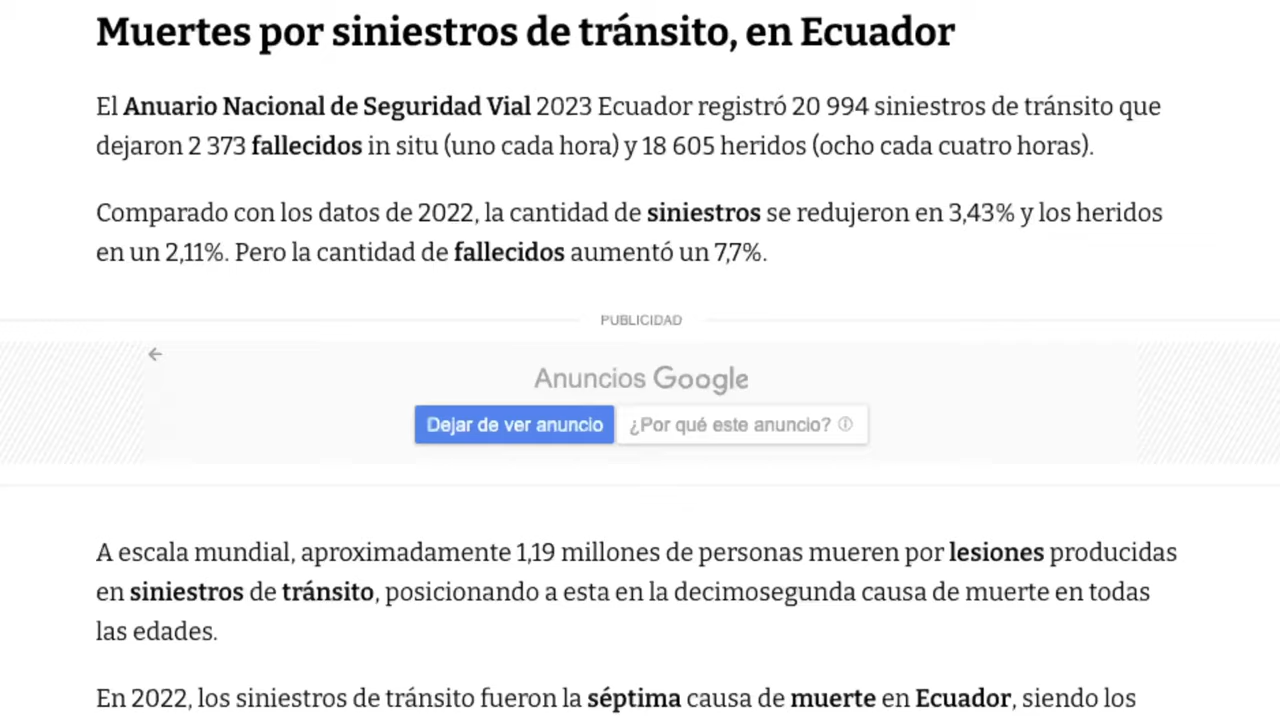 Muertes por siniestros de tránsito, en Ecuador
El Anuario Nacional de Seguridad Vial 2023 Ecuador registró 20 994 siniestros de tránsito que
dejaron 2 373 fallecidos in situ (uno cada hora) y 18 605 heridos (ocho cada cuatro horas).
Comparado con los datos de 2022, la cantidad de siniestros se redujeron en 3,43% y los heridos
en un 2,11%. Pero la cantidad de fallecidos aumentó un 7,7%.
PUBLICIDAD
Anuncios Google
Dejar de ver anuncio ¿Por qué este anuncio?
A escala mundial, aproximadamente 1,19 millones de personas mueren por lesiones producidas
en siniestros de tránsito, posicionando a esta en la decimosegunda causa de muerte en todas
las edades.
En 2022, los siniestros de tránsito fueron la séptima causa de muerte en Ecuador, siendo los